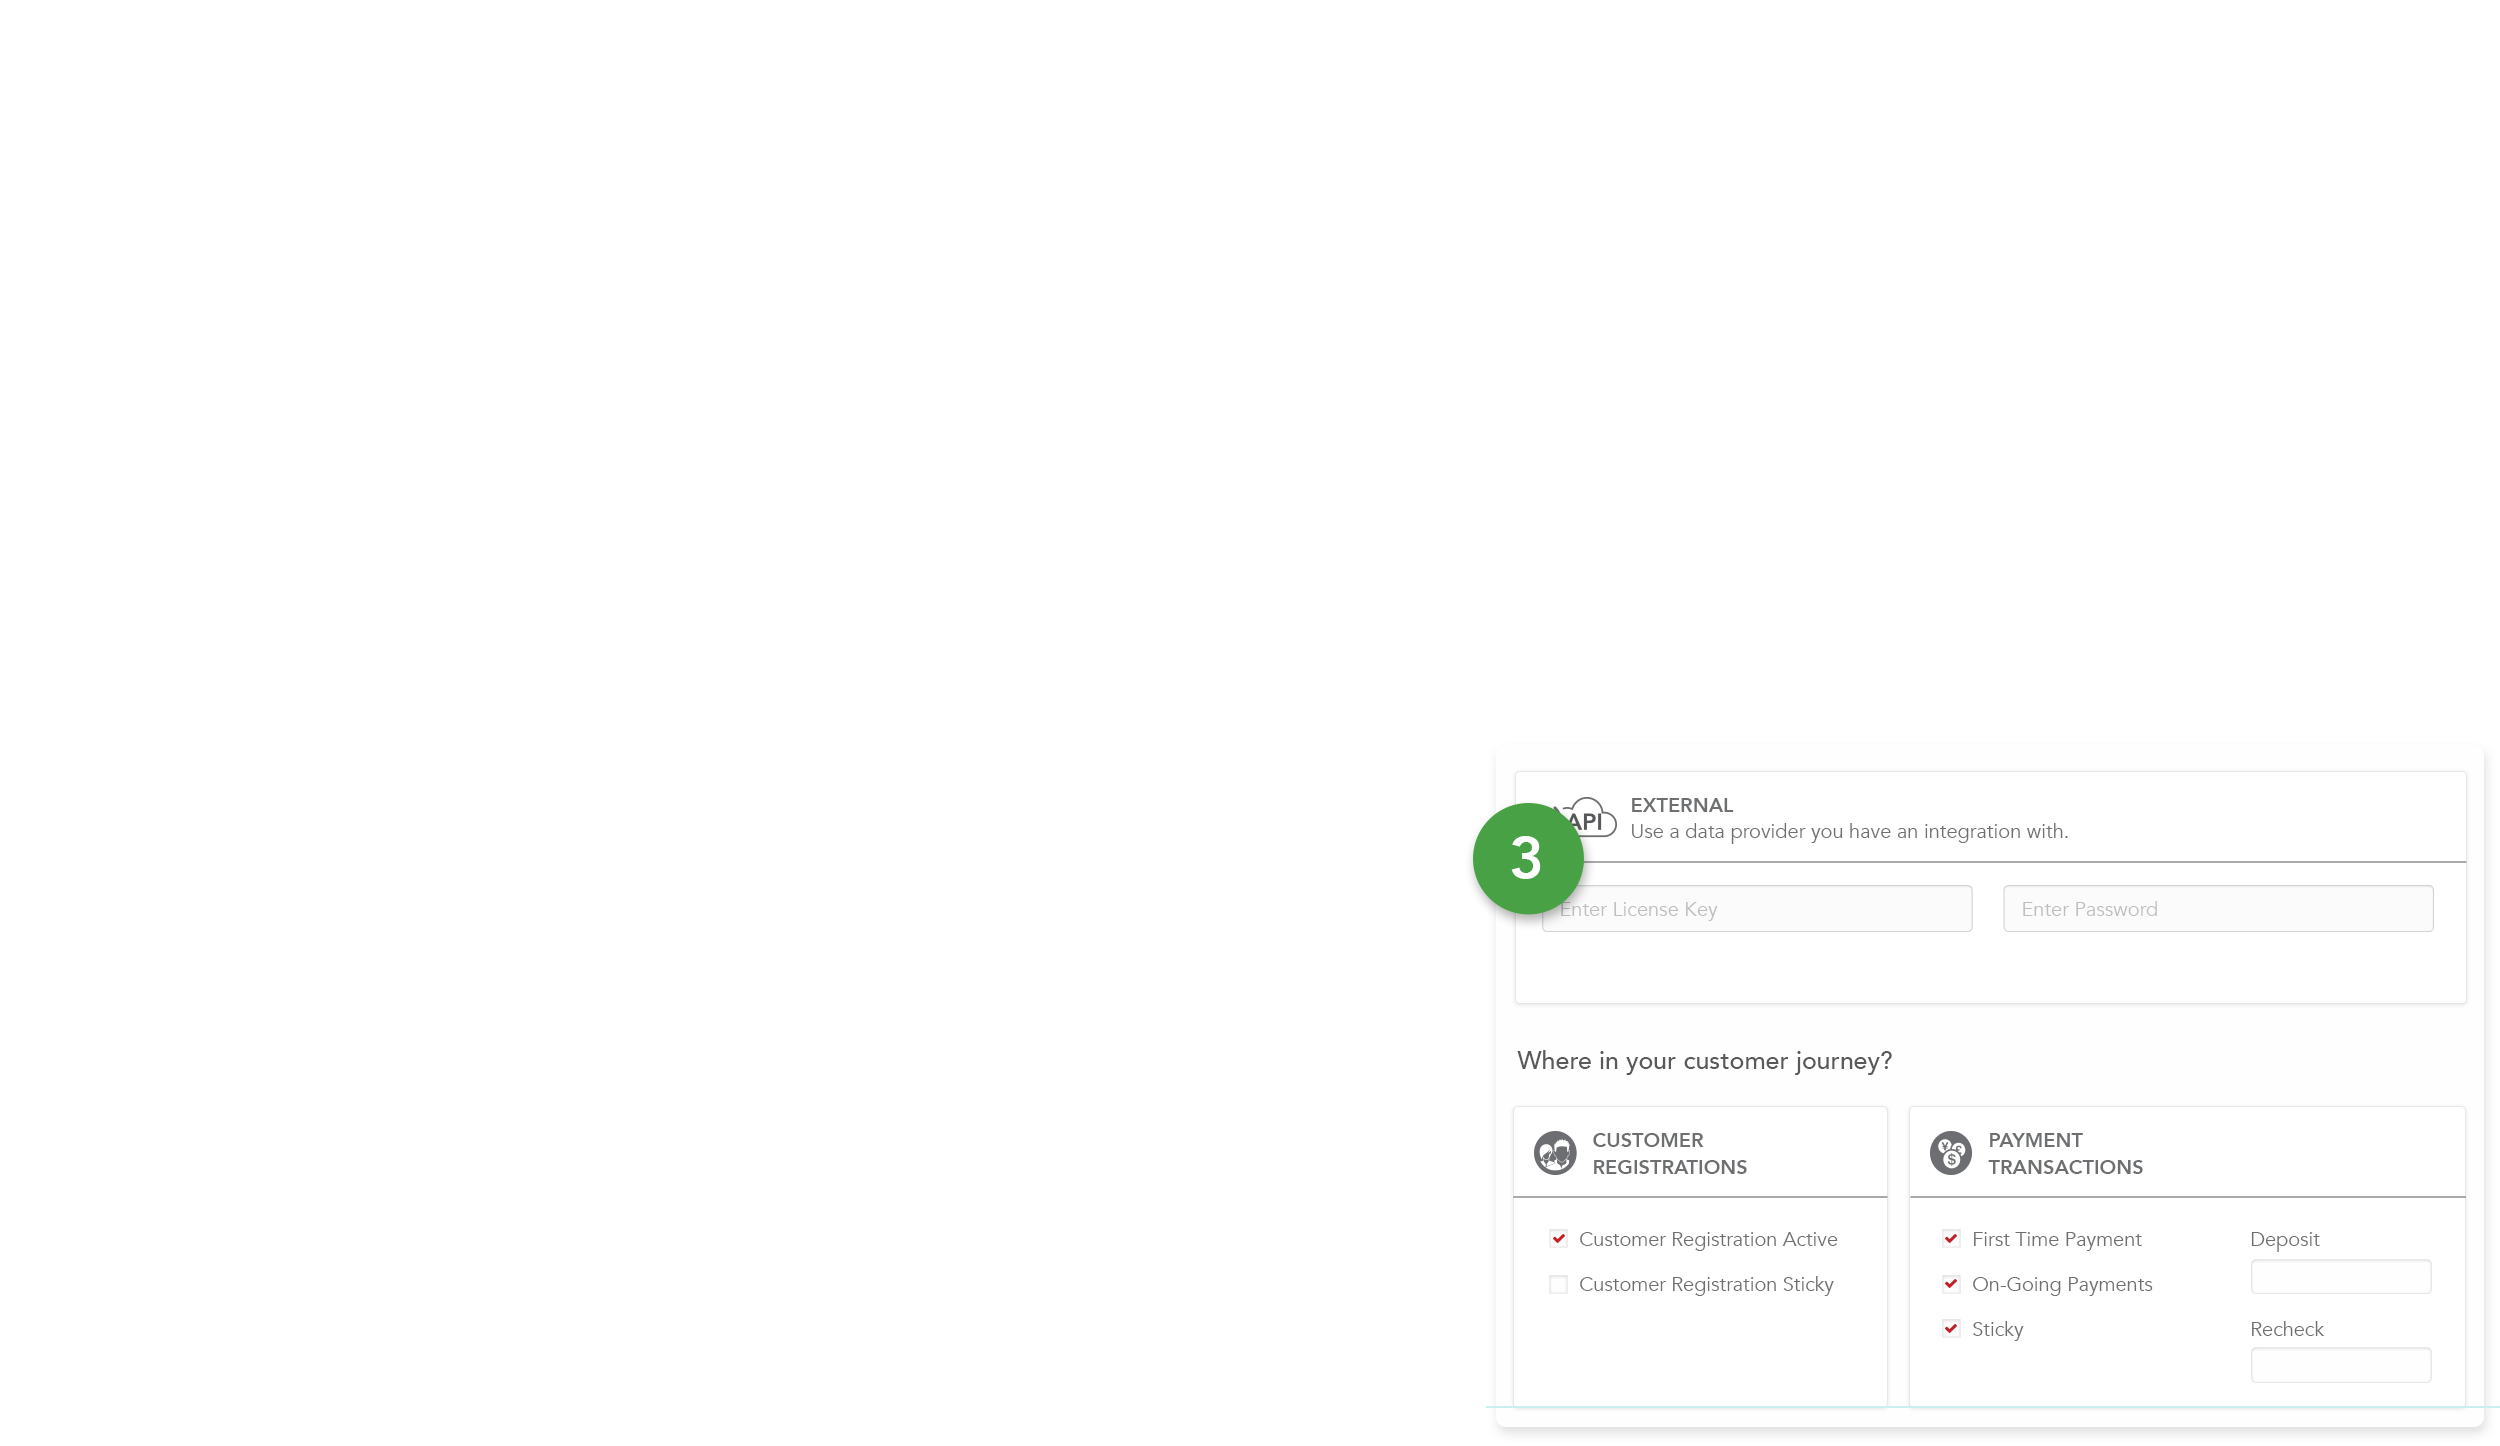 3
API
EXTERNAL
Use a data provider you have an integration with.
Enter License Key
Enter Password
Where in your customer journey?
CUSTOMER
REGISTRATIONS
Customer Registration Active
Customer Registration Sticky
PAYMENT
TRANSACTIONS
¥ £
$
First Time Payment
On-Going Payments
Sticky
Deposit
Recheck